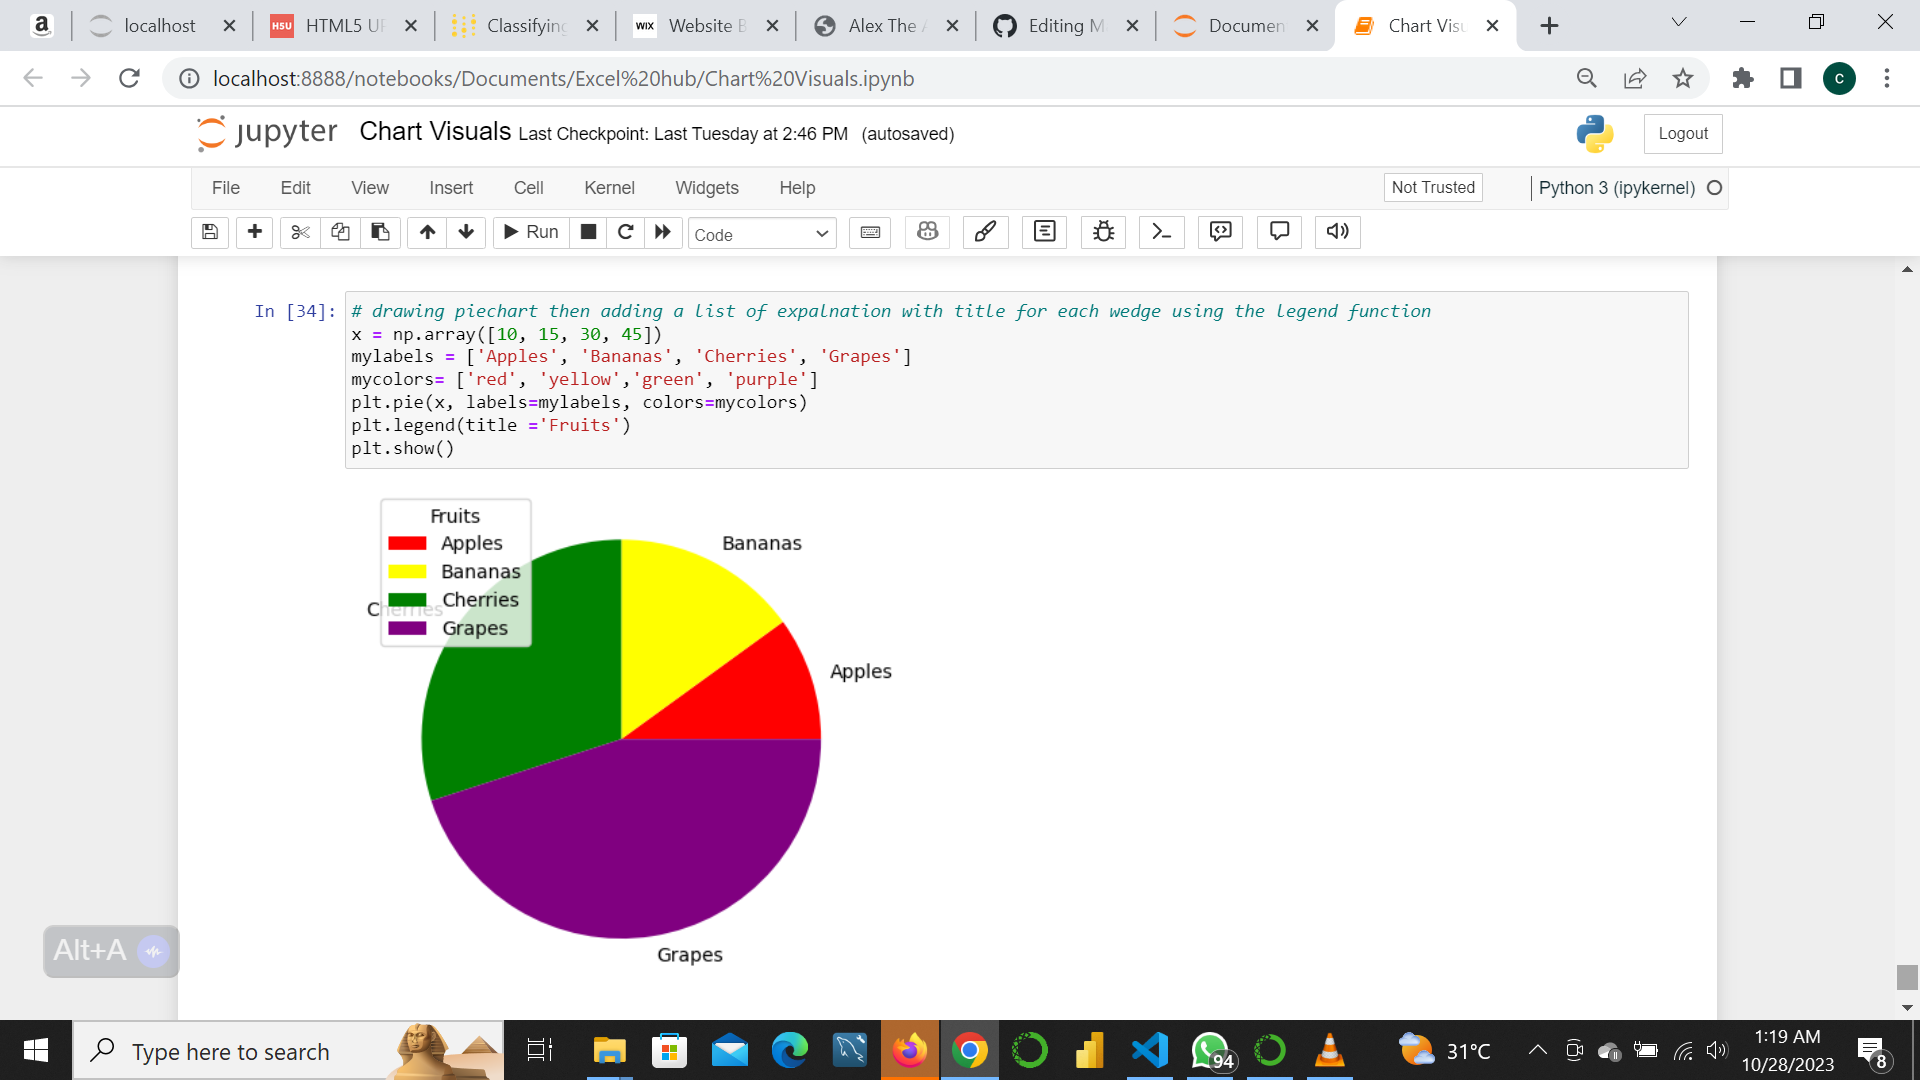 localhost
HTML5 UP
Classifying
WIX Website B
Alex The A
Editing M
Documen
Chart Visu
localhost:8888/notebooks/Documents/Excel%20hub/Chart%20Visuals.ipynb
c
jupyter Chart Visuals Last Checkpoint: Last Tuesday at 2:46 PM (autosaved)
Logout
File Edit View Insert Cell Kernel Widgets Help
Not Trusted
Python 3 (ipykernel)
Run
Code
In [34]:
# drawing piechart then adding a list of expalnation with title for each wedge using the legend function
x = np.array([10, 15, 30, 45])
mylabels = ['Apples', 'Bananas', 'Cherries', 'Grapes']
mycolors= ['red', 'yellow','green', 'purple']
plt.pie(x, labels=mylabels, colors=mycolors)
plt.legend(title ='Fruits')
plt.show()
Fruits
Apples
Bananas
Cherries
Grapes
Bananas
Cherries
Apples
Grapes
Alt+A
Type here to search
94
31°C
1:19 AM
10/28/2023
8